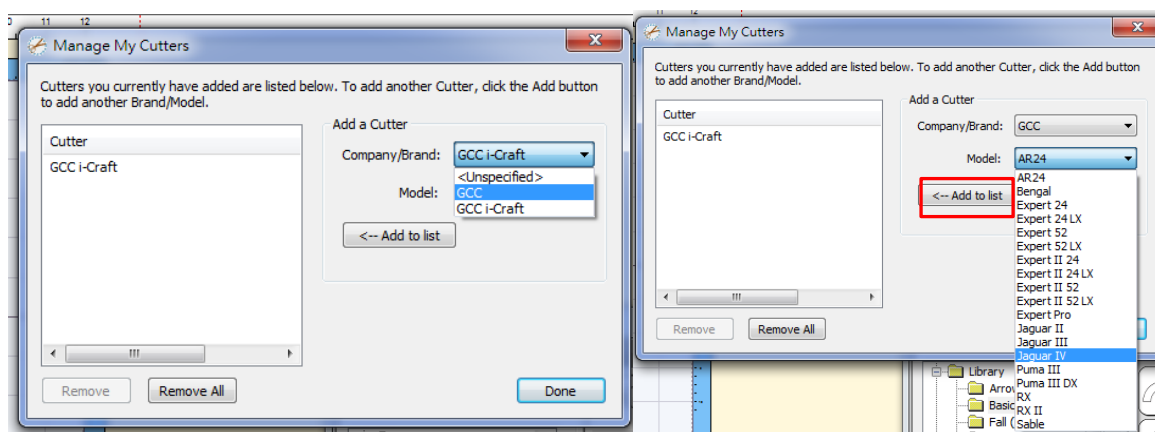 11 12
Manage My Cutters
Cutters you currently have added are listed below. To add another Cutter, click the Add button
to add another Brand/Model.
Cutter
GCC i-Craft
Add a Cutter
Company/Brand: GCC i-Craft
<Unspecified>
Model: GCC
GCC i-Craft
<-- Add to list
Remove
Remove All
Done
Manage My Cutters
Cutters you currently have added are listed below. To add another Cutter, click the Add button
to add another Brand/Model.
Cutter
GCC i-Craft
Add a Cutter
Company/Brand: GCC
Model: AR24
<-- Add to list
AR24
Bengal
Expert 24
Expert 24 LX
Expert 52
Expert 52 LX
Expert II 24
Expert II 24 LX
Expert II 52
Expert II 52 LX
Expert Pro
Jaguar II
Jaguar III
Jaguar IV
Puma III
Puma III DX
RX
RX II
Sable
Remove
Remove All
Library
Arro
Basic
Fall (